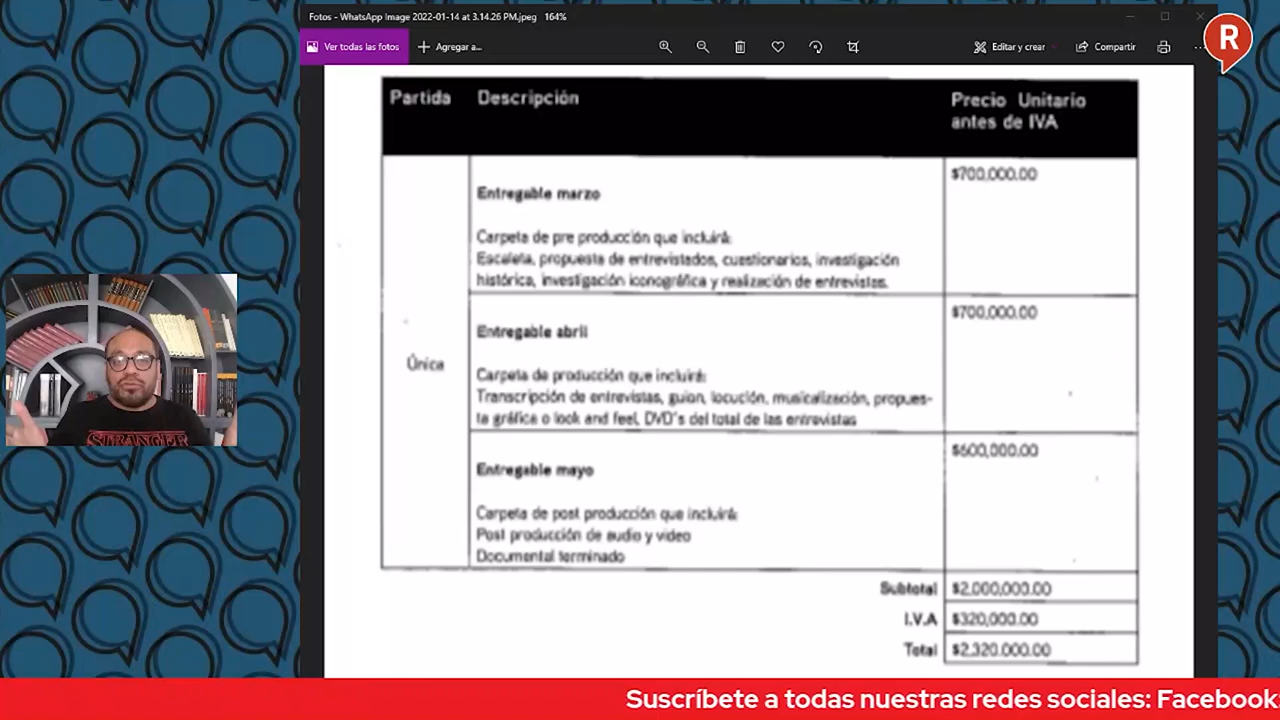 Fotos - WhatsApp Image 2022-01-14 at 3.14.26 PM.jpeg 164%
Ver todas las fotos
Agregar a...
Editar y crear
Compartir
R
Partida
Descripción
Precio Unitario
antes de IVA
Única
Entregable marzo
$700,000.00
Carpeta de pre producción que incluirá:
Escaleta, propuesta de entrevistados, cuestionarios, investigación
histórica, investigación iconográfica y realización de entrevistas.
Entregable abril
$700,000.00
Carpeta de producción que incluirá:
Transcripción de entrevistas, guion, locución, musicalización, propues-
ta gráfica o look and feel, DVD's del total de las entrevistas
Entregable mayo
$600,000.00
Carpeta de post producción que incluirá:
Post producción de audio y video
Documental terminado
Subtotal $2,000,000.00
I.V.A $320,000.00
Total $2,320.000.00
STRANGER
Suscríbete a todas nuestras redes sociales: Facebook: